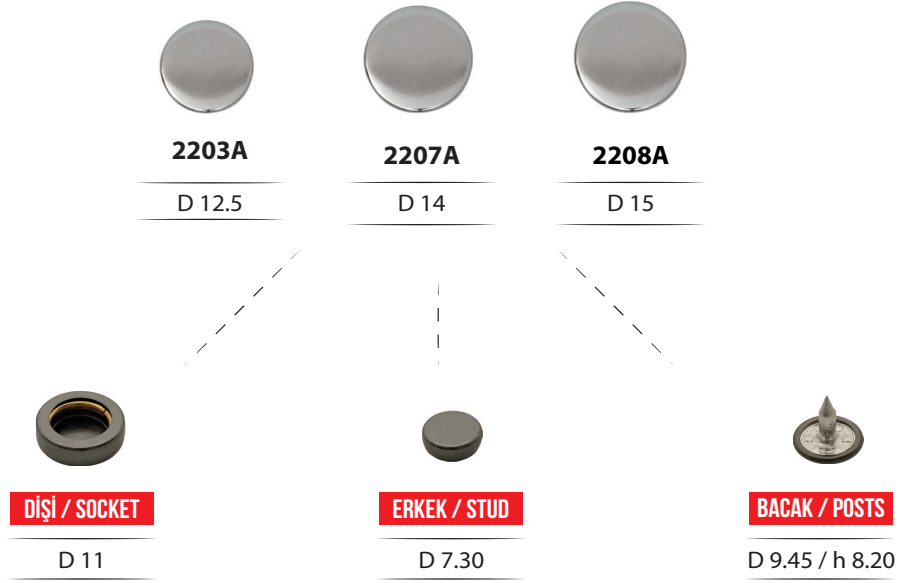 2203A
2207A
2208A
D 12.5
D 14
D 15
DİŞİ / SOCKET
ERKEK / STUD
BACAK / POSTS
D 11
D 7.30
D 9.45 / h 8.20